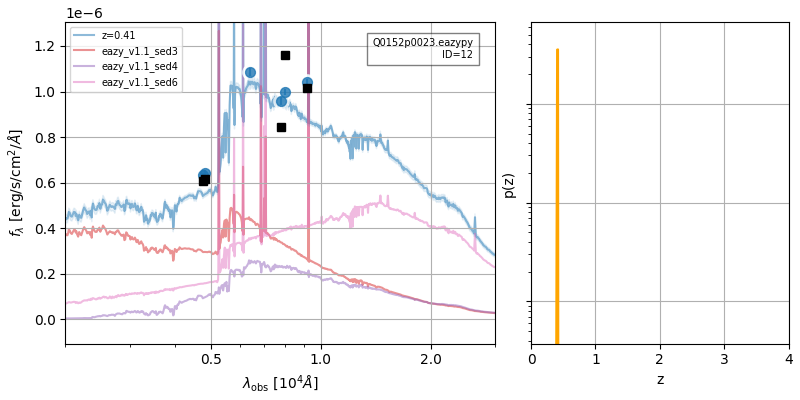 1e−6
z=0.41
eazy_v1.1_sed3
eazy_v1.1_sed4
eazy_v1.1_sed6
Q0152p0023.eazypy
ID=12
1.2
1.0
0.8
0.6
0.4
0.2
0.0
f_λ [erg/s/cm²/Å]
0.5
1.0
2.0
λ_obs [10⁴Å]
p(z)
0
1
2
3
4
z